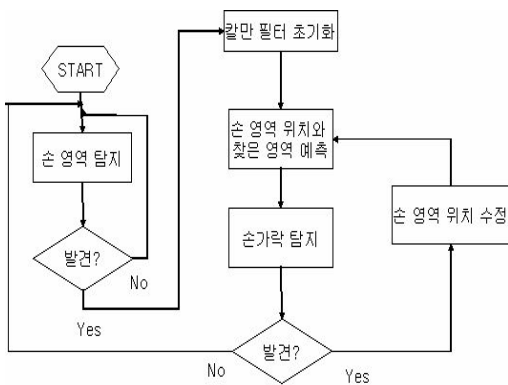 START
손 영역 탐지
발견?
No
Yes
칼만 필터 초기화
손 영역 위치와
찾은 영역 예측
손가락 탐지
발견?
No
Yes
손 영역 위치 수정